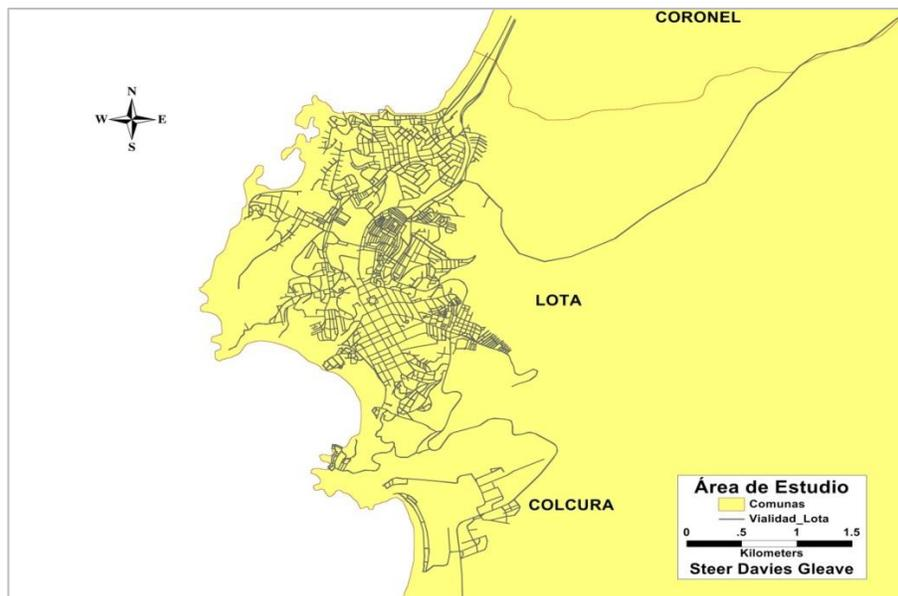 CORONEL
N
W E
S
LOTA
COLCURA
Área de Estudio
Comunas
Vialidad_Lota
0 .5 1 1.5
Kilometers
Steer Davies Gleave